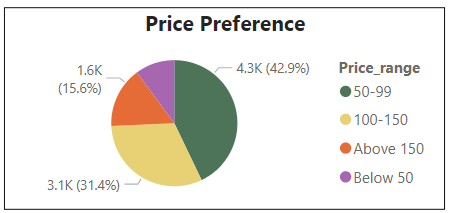 Price Preference
1.6K
(15.6%)
4.3K (42.9%)
3.1K (31.4%)
Price_range
50-99
100-150
Above 150
Below 50